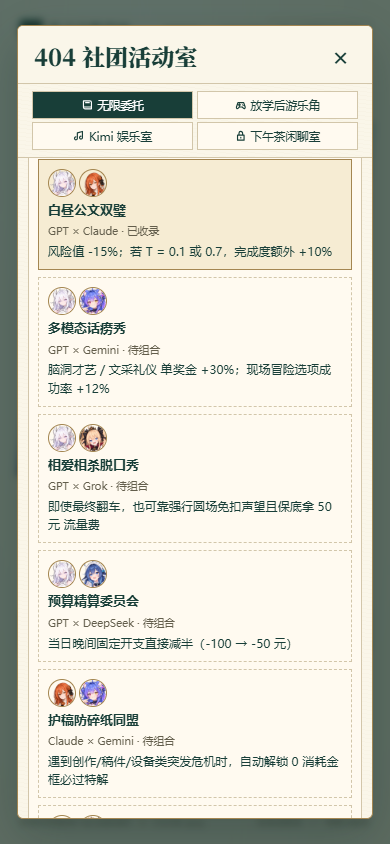 404 社团活动室
无限委托
放学后游乐角
Kimi 娱乐室
下午茶闲聊室
白昼公文双璧
GPT × Claude · 已收录
风险值 -15%；若 T = 0.1 或 0.7，完成度额外 +10%
多模态话痨秀
GPT × Gemini · 待组合
脑洞才艺 / 文采礼仪 单奖金 +30%；现场冒险选项成
功率 +12%
相爱相杀脱口秀
GPT × Grok · 待组合
即使最终翻车，也可靠强行圆场免扣声望且保底拿 50
元 流量费
预算精算委员会
GPT × DeepSeek · 待组合
当日晚间固定开支直接减半（-100 → -50 元）
护稿防碎纸同盟
Claude × Gemini · 待组合
遇到创作/稿件/设备类突发危机时，自动解锁 0 消耗金
框必过特解